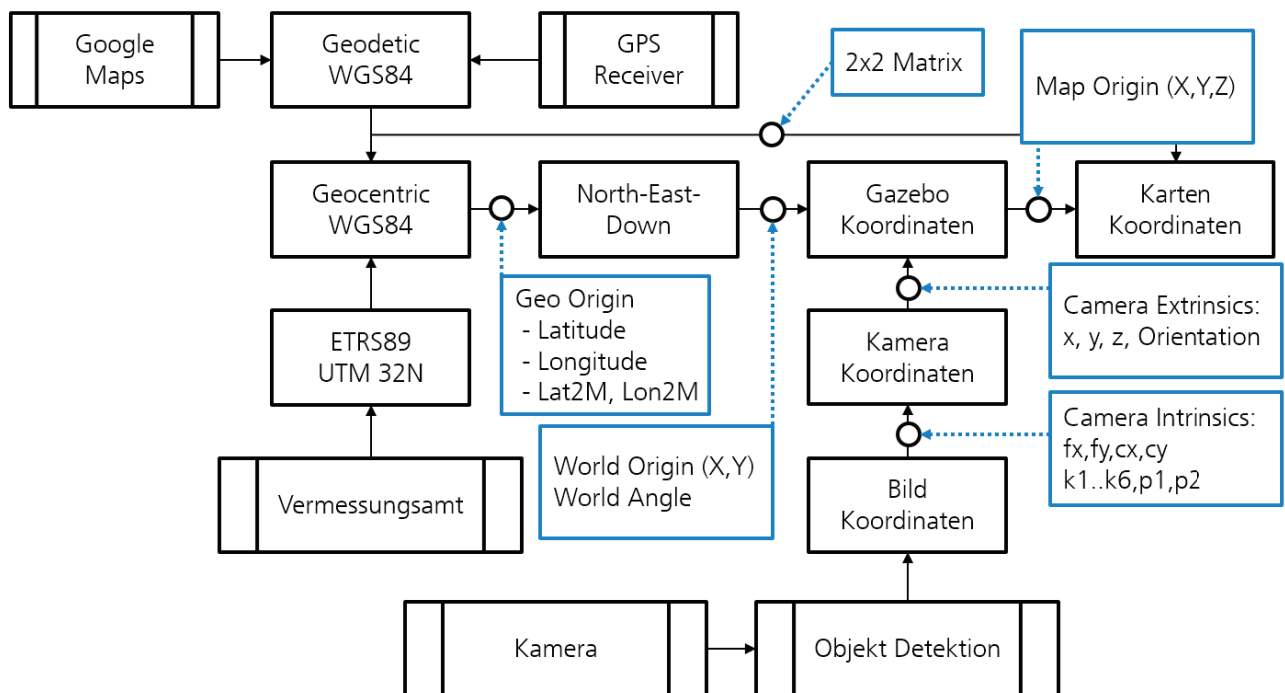 Google
Maps
Geodetic
WGS84
GPS
Receiver
2x2 Matrix
Map Origin (X,Y,Z)
Geocentric
WGS84
North-East-
Down
Gazebo
Koordinaten
Karten
Koordinaten
Geo Origin
- Latitude
- Longitude
- Lat2M, Lon2M
Camera Extrinsics:
x, y, z, Orientation
ETRS89
UTM 32N
Kamera
Koordinaten
World Origin (X,Y)
World Angle
Camera Intrinsics:
fx,fy,cx,cy
k1..k6,p1,p2
Vermessungsamt
Bild
Koordinaten
Kamera
Objekt Detektion